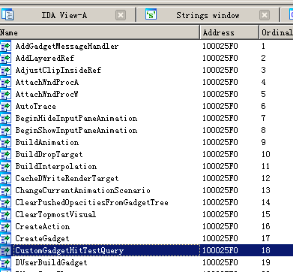 IDA View-A Strings window
Name Address Ordinal
AddGadgetMessageHandler 100025F0 1
AddLayeredRef 100025F0 2
AdjustClipInsideRef 100025F0 3
AttachWndProcA 100025F0 4
AttachWndProcW 100025F0 5
AutoTrace 100025F0 6
BeginHideInputPaneAnimation 100025F0 7
BeginShowInputPaneAnimation 100025F0 8
BuildAnimation 100025F0 9
BuildDropTarget 100025F0 10
BuildInterpolation 100025F0 11
CacheDWriteRenderTarget 100025F0 12
ChangeCurrentAnimationScenario 100025F0 13
ClearPushedOpacitiesFromGadgetTree 100025F0 14
ClearTopmostVisual 100025F0 15
CreateAction 100025F0 16
CreateGadget 100025F0 17
CustomGadgetHitTestQuery 100025F0 18
DUserBuildGadget 100025F0 19